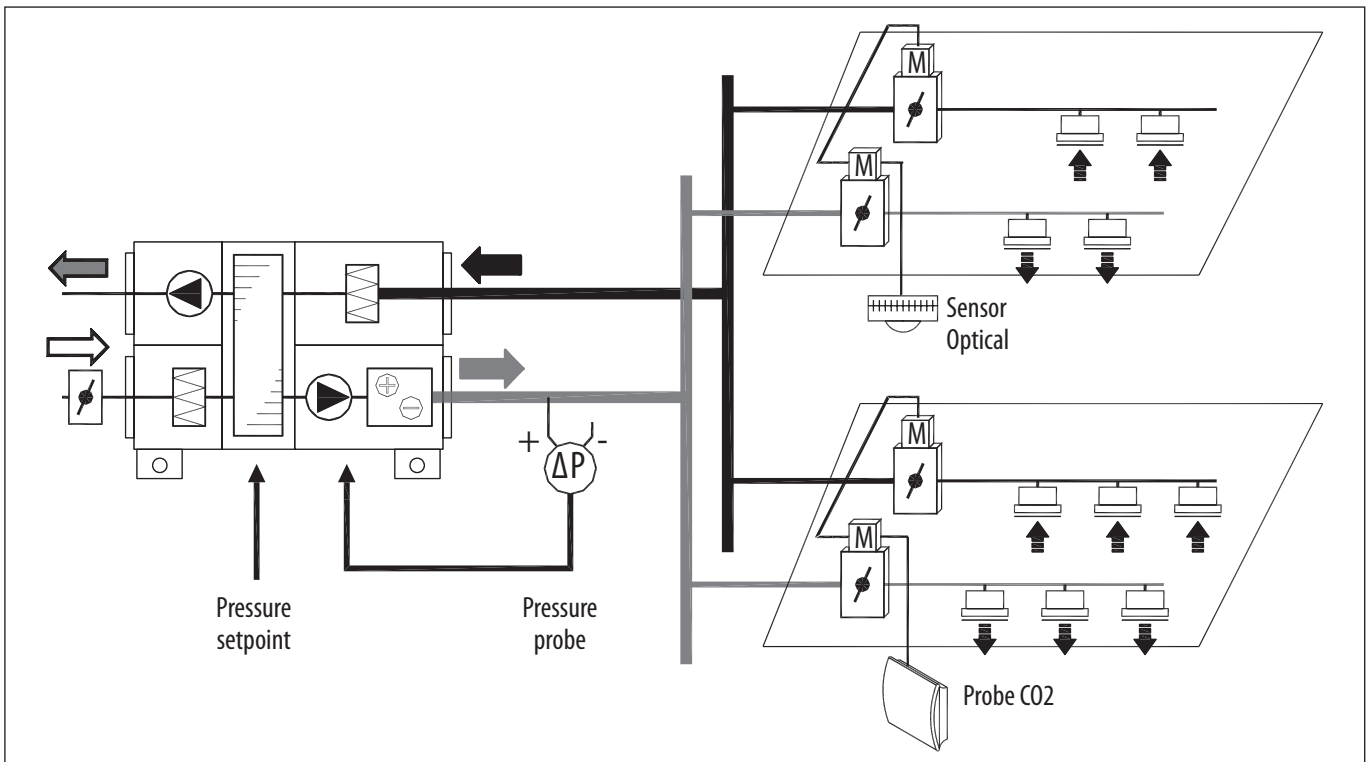 M
M
Sensor
Optical
+
-
ΔP
M
M
Pressure
setpoint
Pressure
probe
Probe CO2